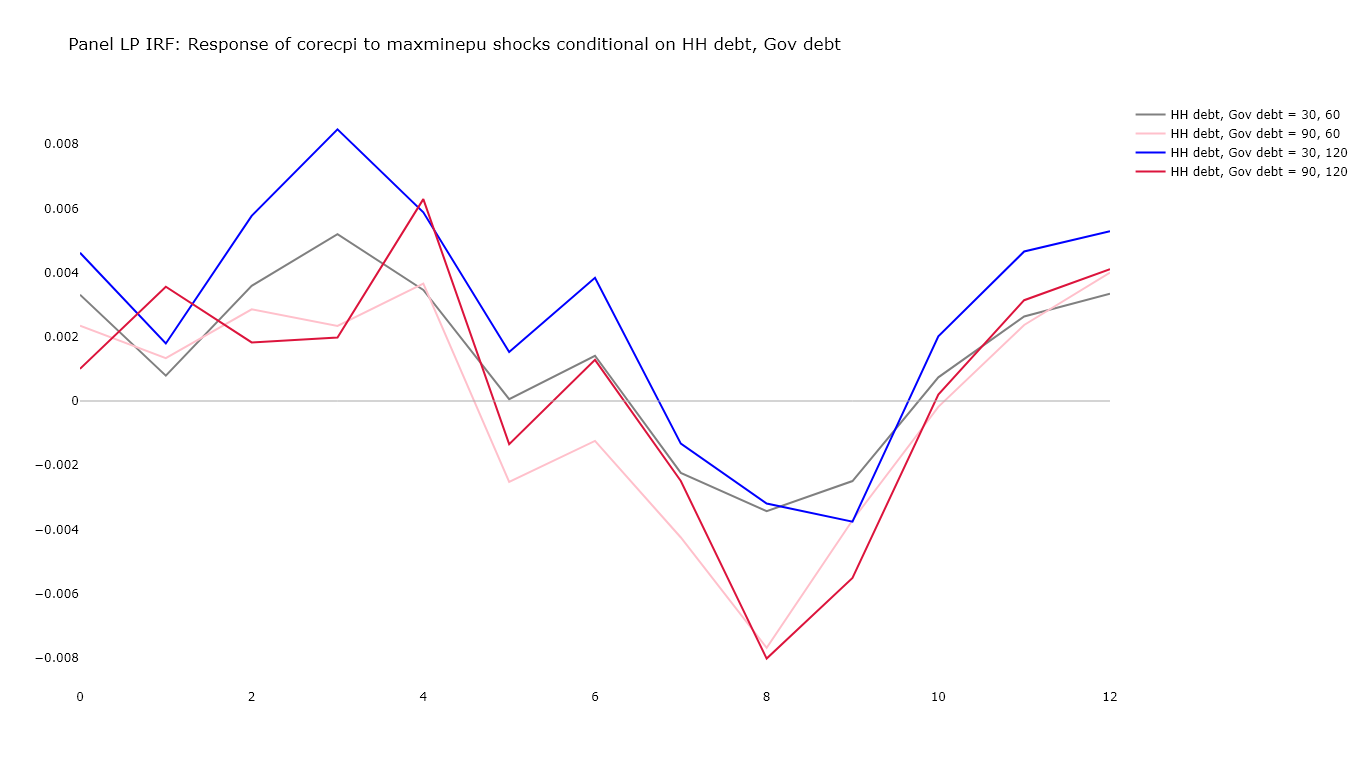 Panel LP IRF: Response of corecpi to maxminepu shocks conditional on HH debt, Gov debt
HH debt, Gov debt = 30, 60
HH debt, Gov debt = 90, 60
HH debt, Gov debt = 30, 120
HH debt, Gov debt = 90, 120
0.008
0.006
0.004
0.002
0
−0.002
−0.004
−0.006
−0.008
0 2 4 6 8 10 12